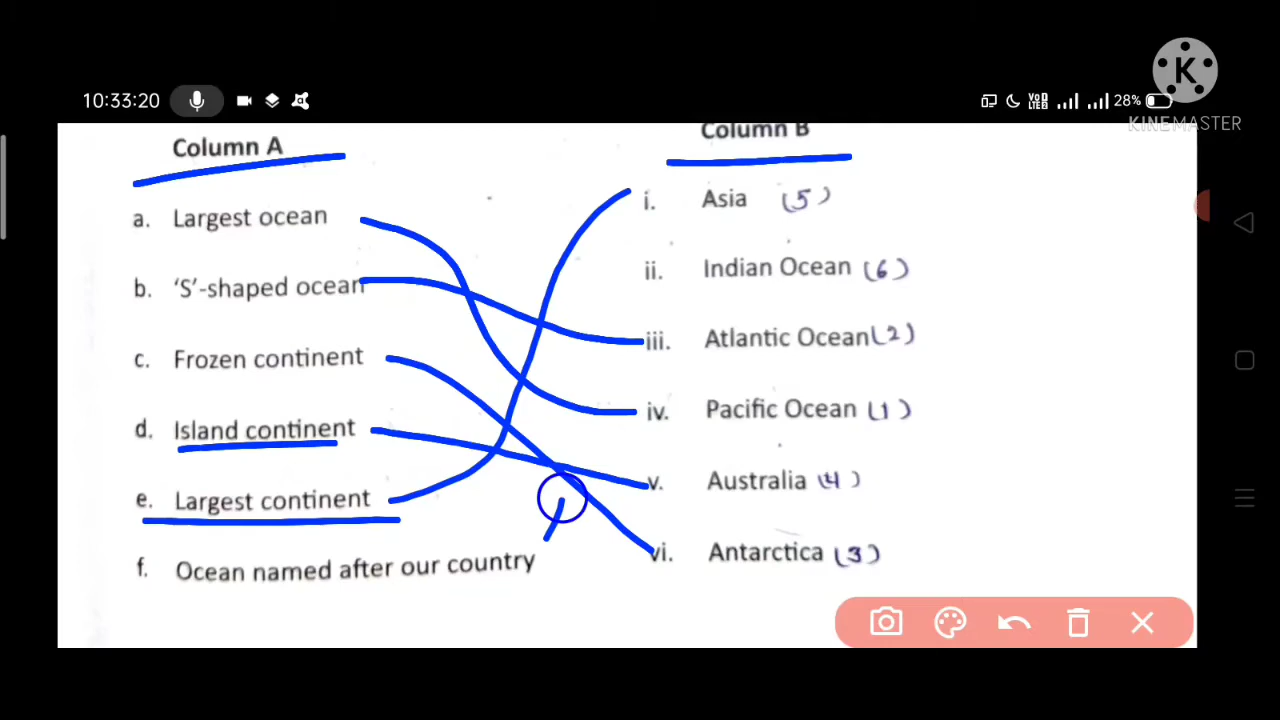 10:33:20
28%
KINEMASTER
Column A
Column B
a. Largest ocean
i. Asia (5)
b. ‘S’-shaped ocean
ii. Indian Ocean (6)
c. Frozen continent
iii. Atlantic Ocean (2)
d. Island continent
iv. Pacific Ocean (1)
e. Largest continent
v. Australia (4)
f. Ocean named after our country
vi. Antarctica (3)